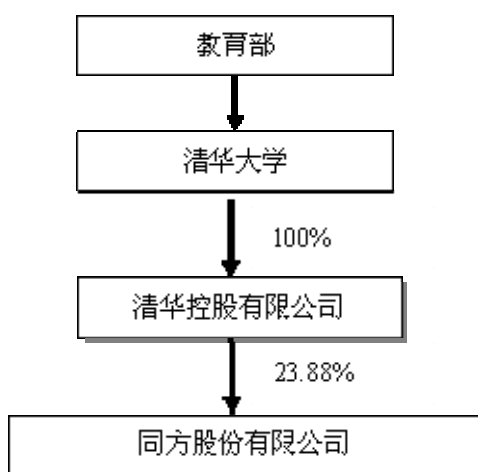 教育部
清华大学
100%
清华控股有限公司
23.88%
同方股份有限公司